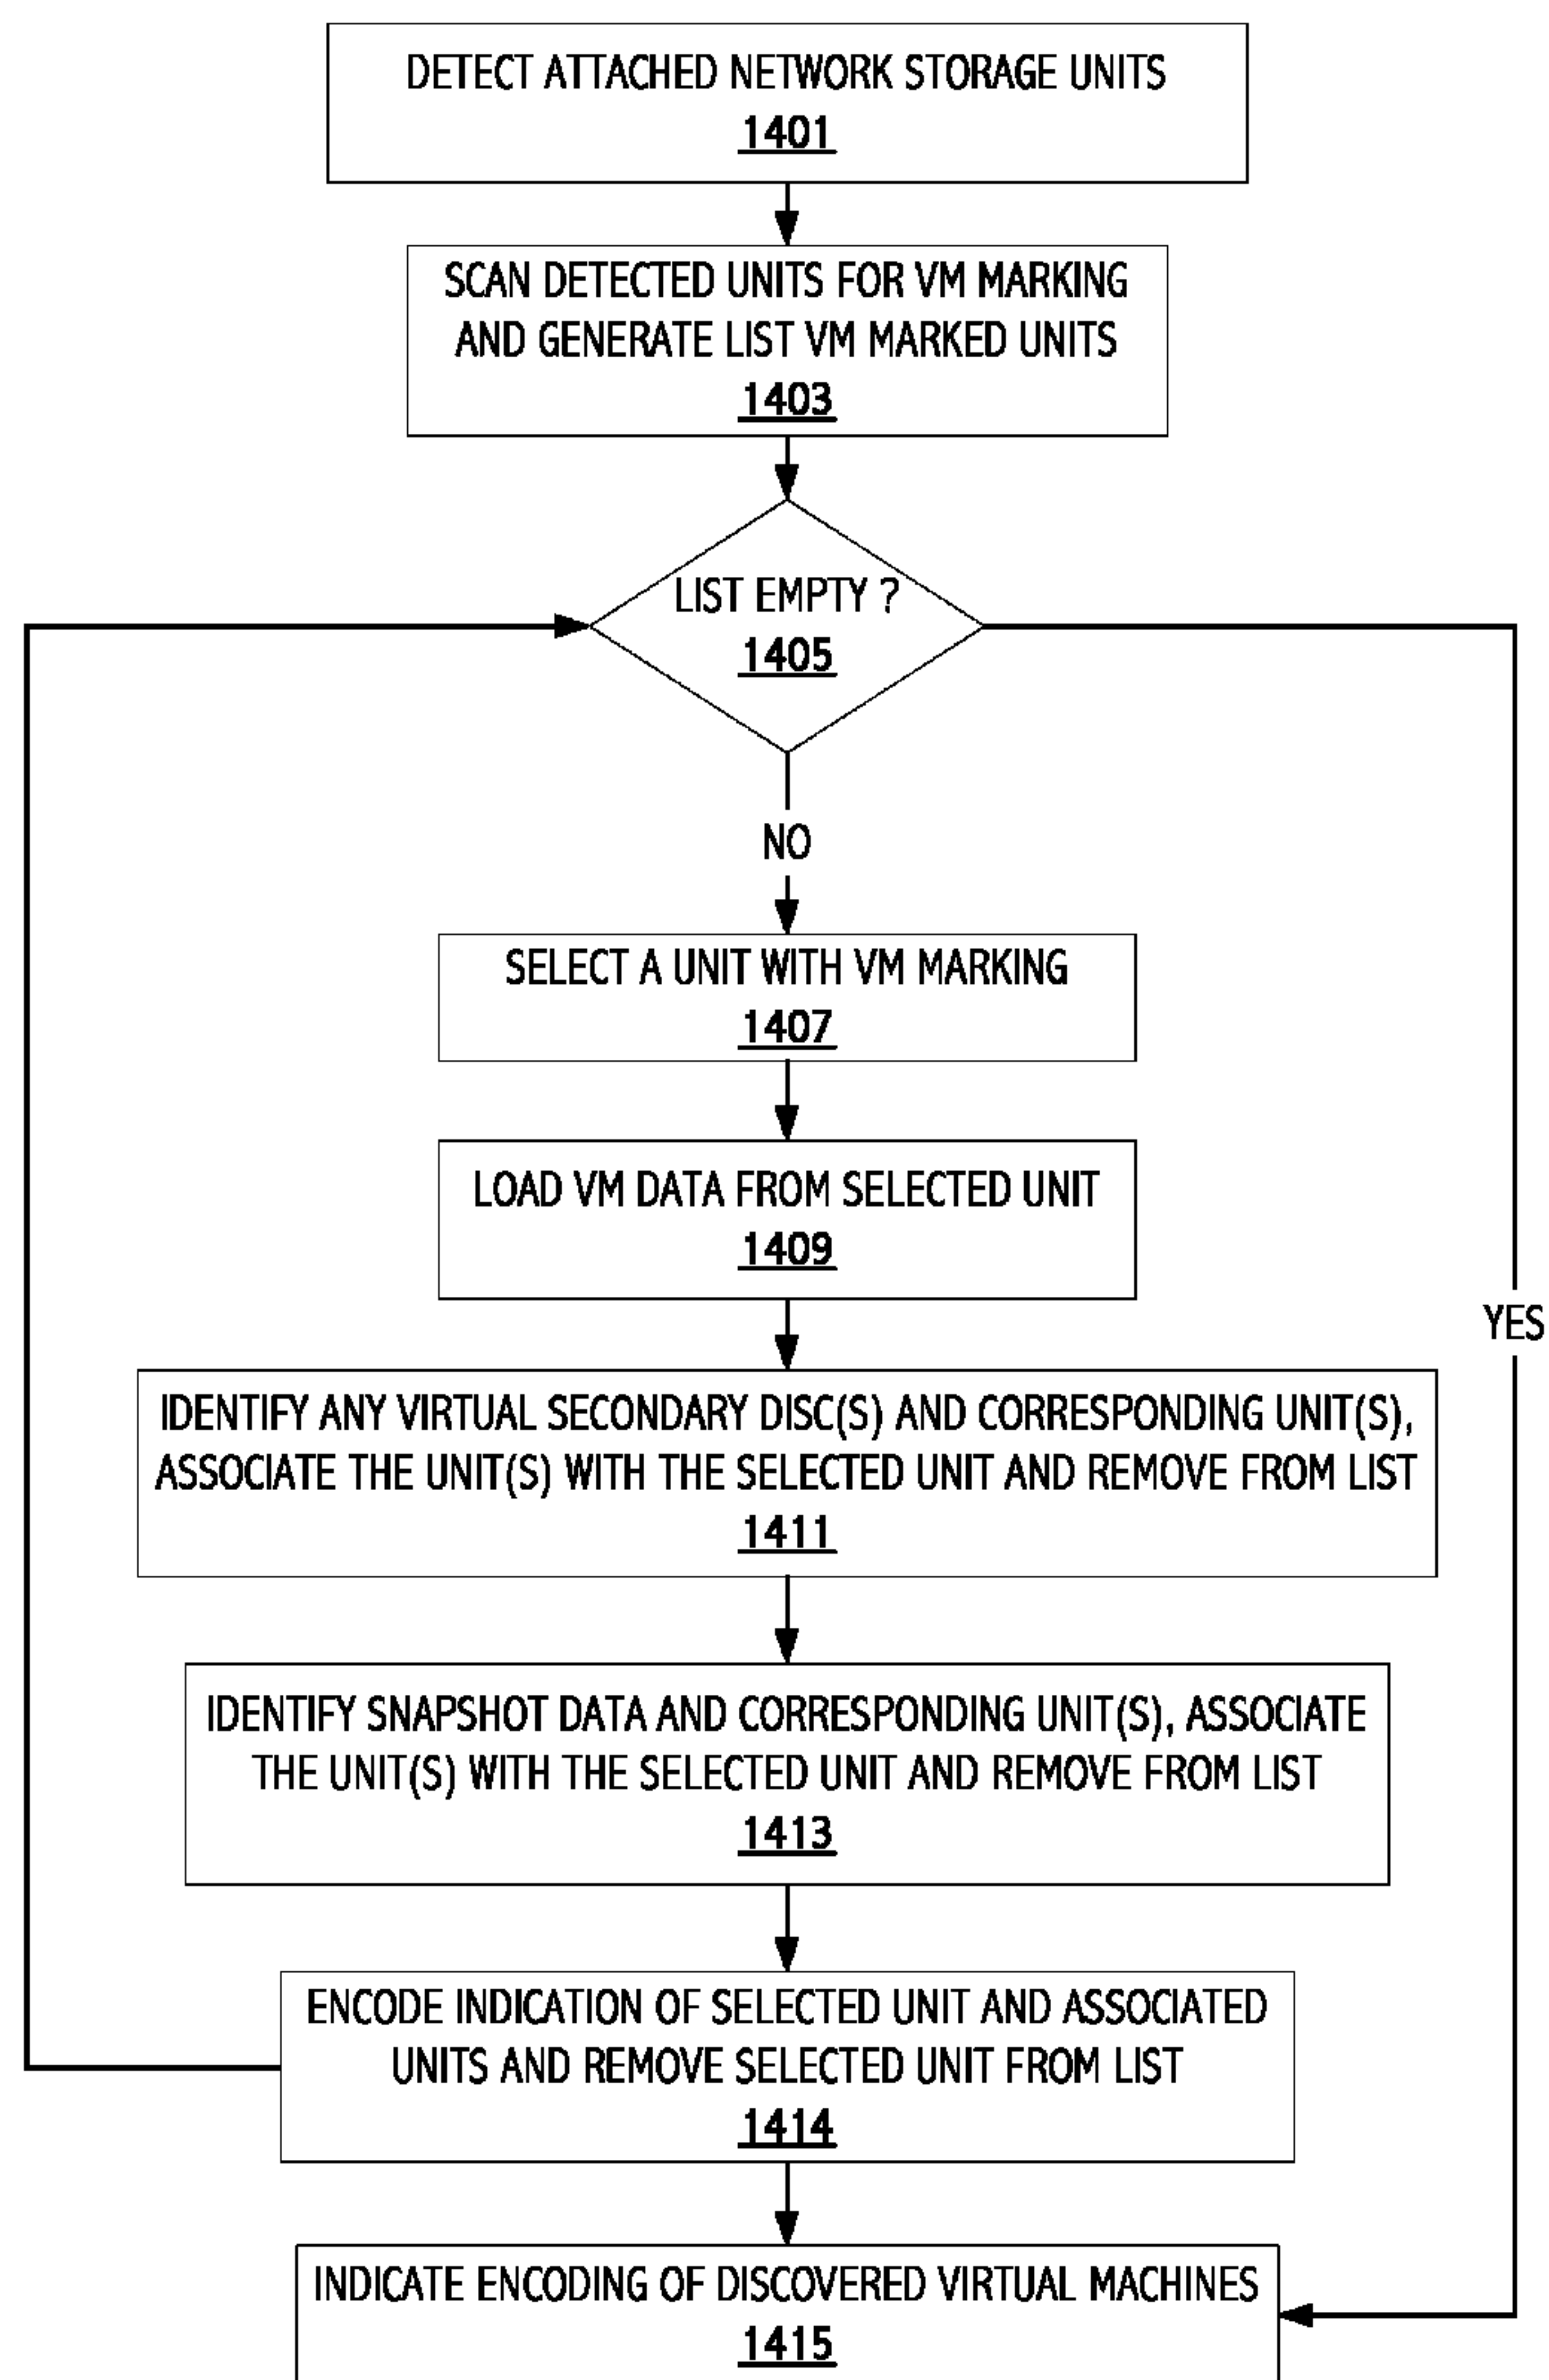 DETECT ATTACHED NETWORK STORAGE UNITS
1401
SCAN DETECTED UNITS FOR VM MARKING
AND GENERATE LIST VM MARKED UNITS
1403
LIST EMPTY ?
1405
NO
SELECT A UNIT WITH VM MARKING
1407
LOAD VM DATA FROM SELECTED UNIT
1409
YES
IDENTIFY ANY VIRTUAL SECONDARY DISC(S) AND CORRESPONDING UNIT(S),
ASSOCIATE THE UNIT(S) WITH THE SELECTED UNIT AND REMOVE FROM LIST
1411
IDENTIFY SNAPSHOT DATA AND CORRESPONDING UNIT(S), ASSOCIATE
THE UNIT(S) WITH THE SELECTED UNIT AND REMOVE FROM LIST
1413
ENCODE INDICATION OF SELECTED UNIT AND ASSOCIATED
UNITS AND REMOVE SELECTED UNIT FROM LIST
1414
INDICATE ENCODING OF DISCOVERED VIRTUAL MACHINES
1415